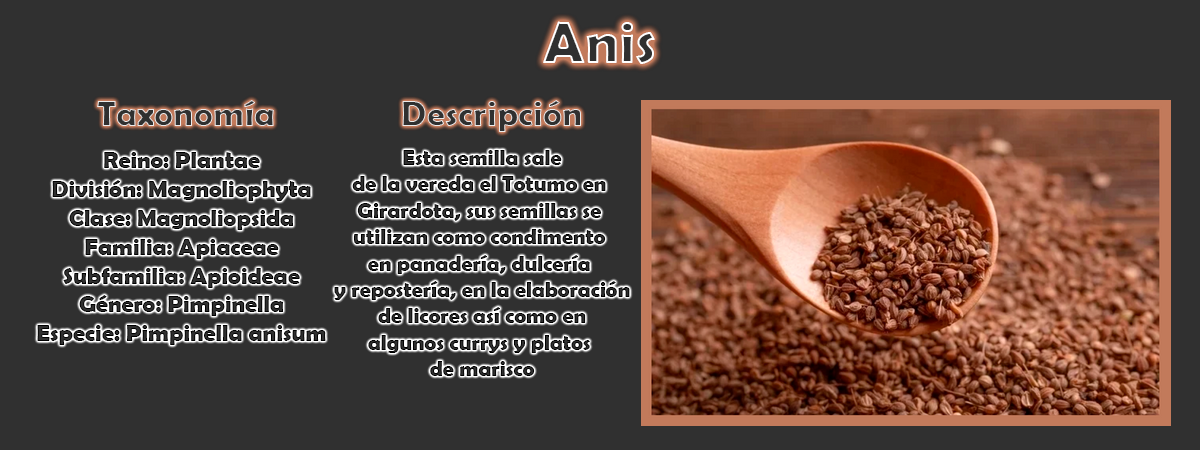 Anis
Taxonomía
Reino: Plantae
División: Magnoliophyta
Clase: Magnoliopsida
Familia: Apiaceae
Subfamilia: Apioideae
Género: Pimpinella
Especie: Pimpinella anisum
Descripción
Esta semilla sale
de la vereda el Totumo en
Girardota, sus semillas se
utilizan como condimento
en panadería, dulcería
y repostería, en la elaboración
de licores así como en
algunos currys y platos
de marisco